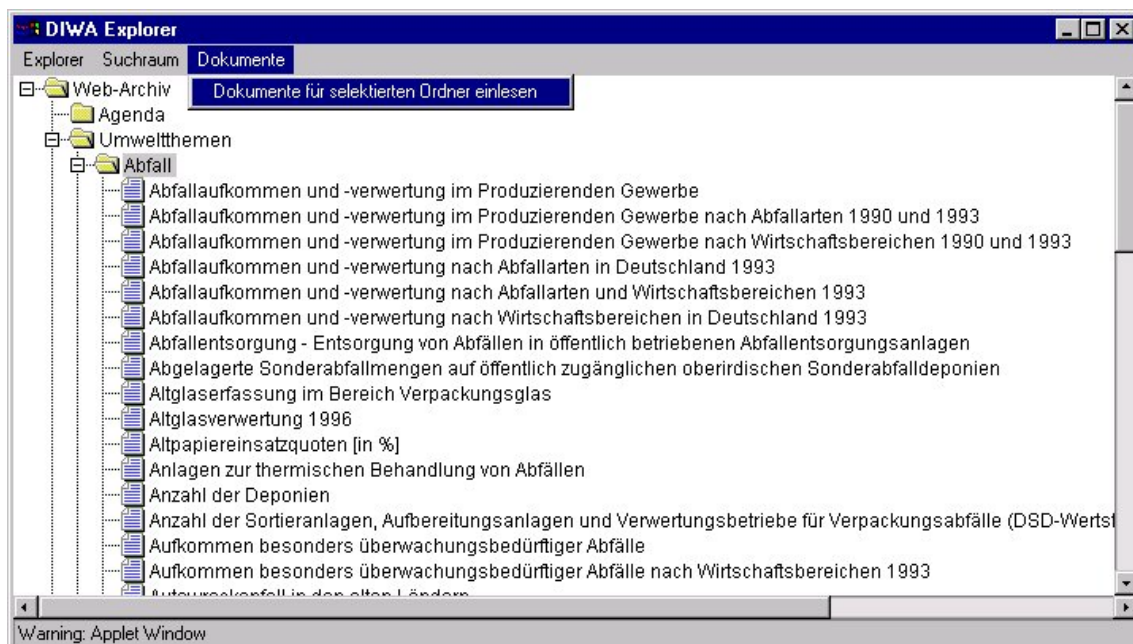 DIWA Explorer
Explorer Suchraum Dokumente
Dokumente für selektierten Ordner einlesen
Web-Archiv
Agenda
Umweltthemen
Abfall
Abfallaufkommen und -verwertung im Produzierenden Gewerbe
Abfallaufkommen und -verwertung im Produzierenden Gewerbe nach Abfallarten 1990 und 1993
Abfallaufkommen und -verwertung im Produzierenden Gewerbe nach Wirtschaftsbereichen 1990 und 1993
Abfallaufkommen und -verwertung nach Abfallarten in Deutschland 1993
Abfallaufkommen und -verwertung nach Abfallarten und Wirtschaftsbereichen 1993
Abfallaufkommen und -verwertung nach Wirtschaftsbereichen in Deutschland 1993
Abfallentsorgung - Entsorgung von Abfällen in öffentlich betriebenen Abfallentsorgungsanlagen
Abgelagerte Sonderabfallmengen auf öffentlich zugänglichen oberirdischen Sonderabfalldeponien
Altglaserfassung im Bereich Verpackungsglas
Altglasverwertung 1996
Altpapiereinsatzquoten [in %]
Anlagen zur thermischen Behandlung von Abfällen
Anzahl der Deponien
Anzahl der Sortieranlagen, Aufbereitungsanlagen und Verwertungsbetriebe für Verpackungsabfälle (DSD-Wertst
Aufkommen besonders überwachungsbedürftiger Abfälle
Aufkommen besonders überwachungsbedürftiger Abfälle nach Wirtschaftsbereichen 1993
in den alten Ländern
Warning: Applet Window